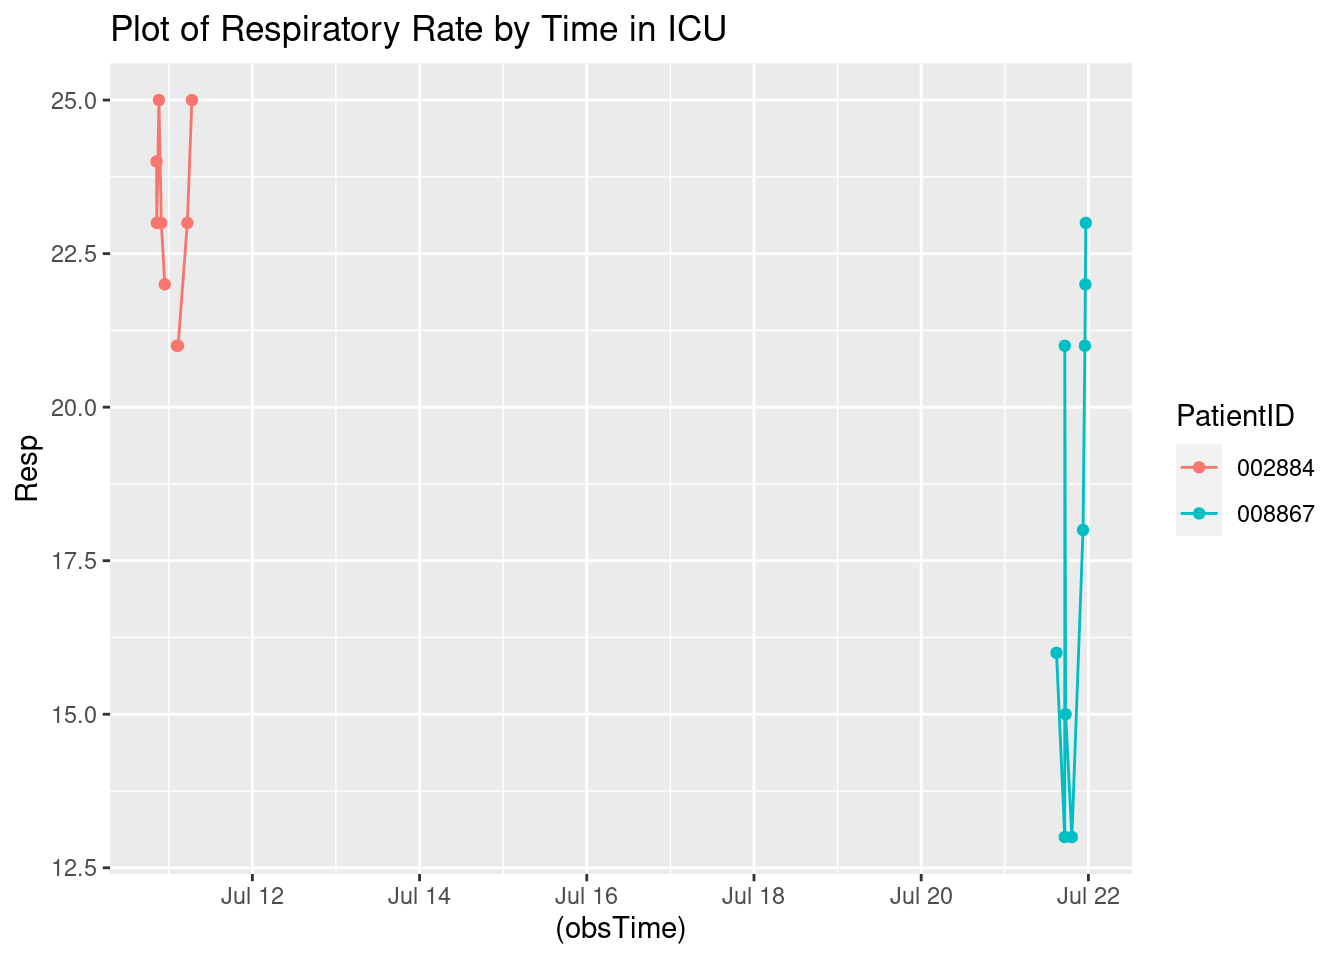 Plot of Respiratory Rate by Time in ICU
25.0
22.5
20.0
17.5
15.0
12.5
Resp
Jul 12 Jul 14 Jul 16 Jul 18 Jul 20 Jul 22
(obsTime)
PatientID
002884
008867